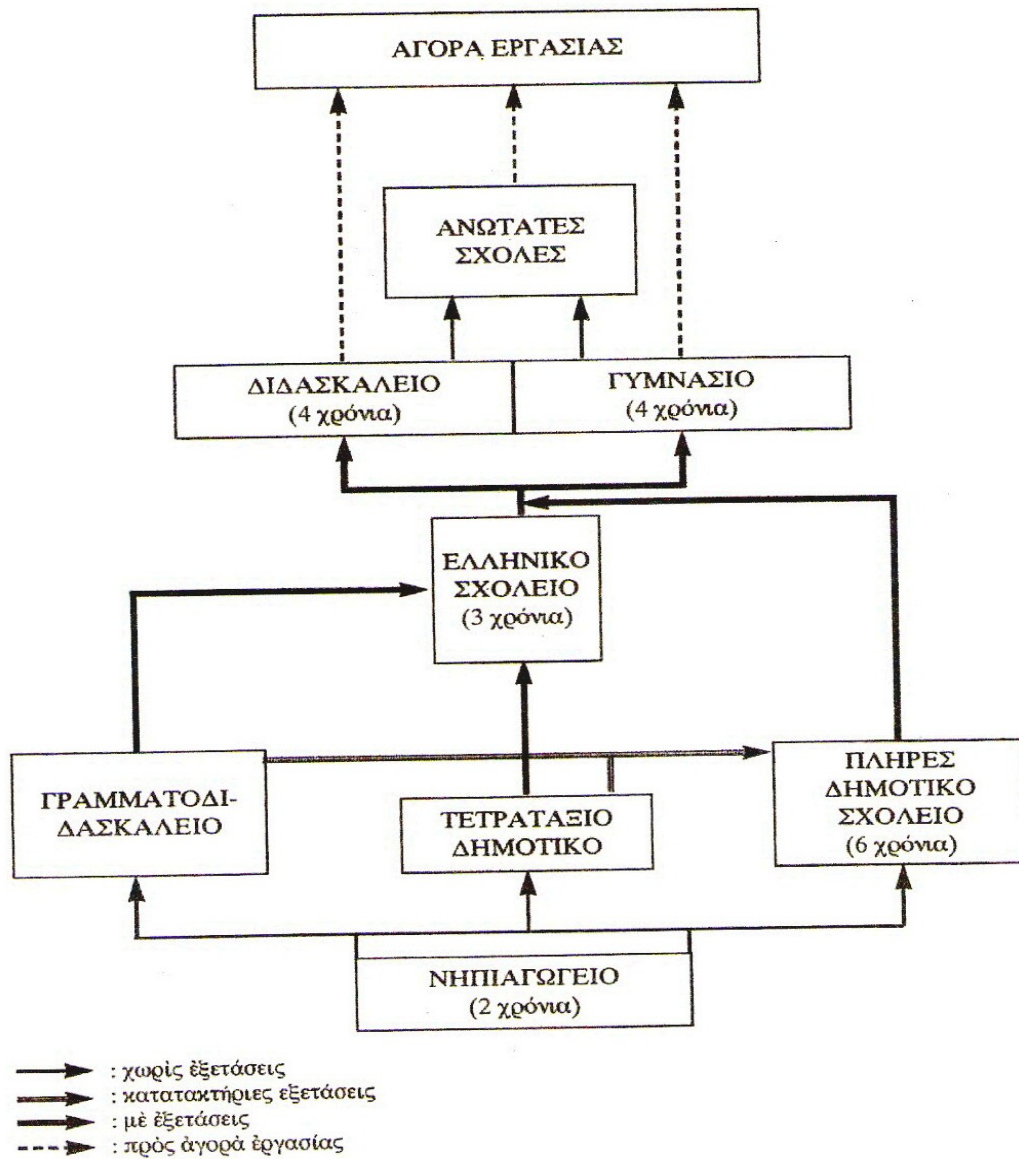 ΑΓΟΡΑ ΕΡΓΑΣΙΑΣ
ΑΝΩΤΑΤΕΣ
ΣΧΟΛΕΣ
ΔΙΔΑΣΚΑΛΕΙΟ
(4 χρόνια)
ΓΥΜΝΑΣΙΟ
(4 χρόνια)
ΕΛΛΗΝΙΚΟ
ΣΧΟΛΕΙΟ
(3 χρόνια)
ΓΡΑΜΜΑΤΟΔΙ-
ΔΑΣΚΑΛΕΙΟ
ΤΕΤΡΑΤΑΞΙΟ
ΔΗΜΟΤΙΚΟ
ΠΛΗΡΕΣ
ΔΗΜΟΤΙΚΟ
ΣΧΟΛΕΙΟ
(6 χρόνια)
ΝΗΠΙΑΓΩΓΕΙΟ
(2 χρόνια)
: χωρὶς ἐξετάσεις
: κατατακτήριες εξετάσεις
: μὲ ἐξετάσεις
: πρὸς ἀγορὰ ἐργασίας